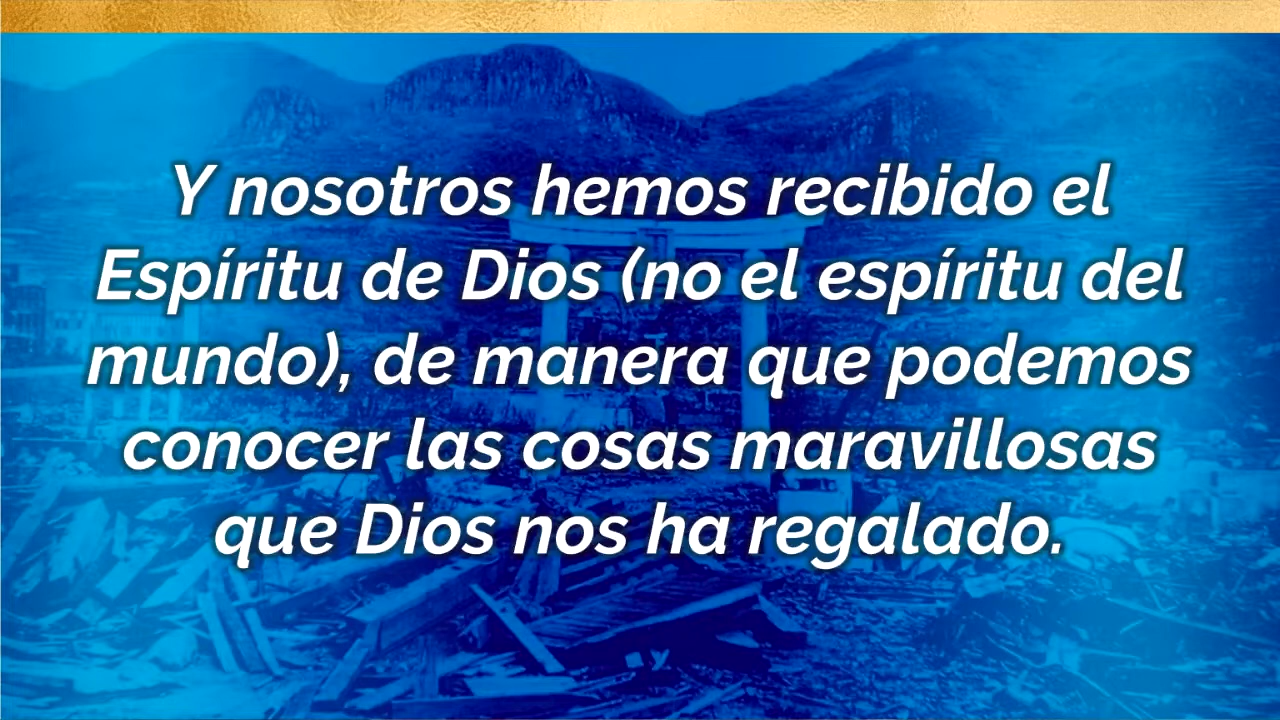 Y nosotros hemos recibido el
Espíritu de Dios (no el espíritu del
mundo), de manera que podemos
conocer las cosas maravillosas
que Dios nos ha regalado.